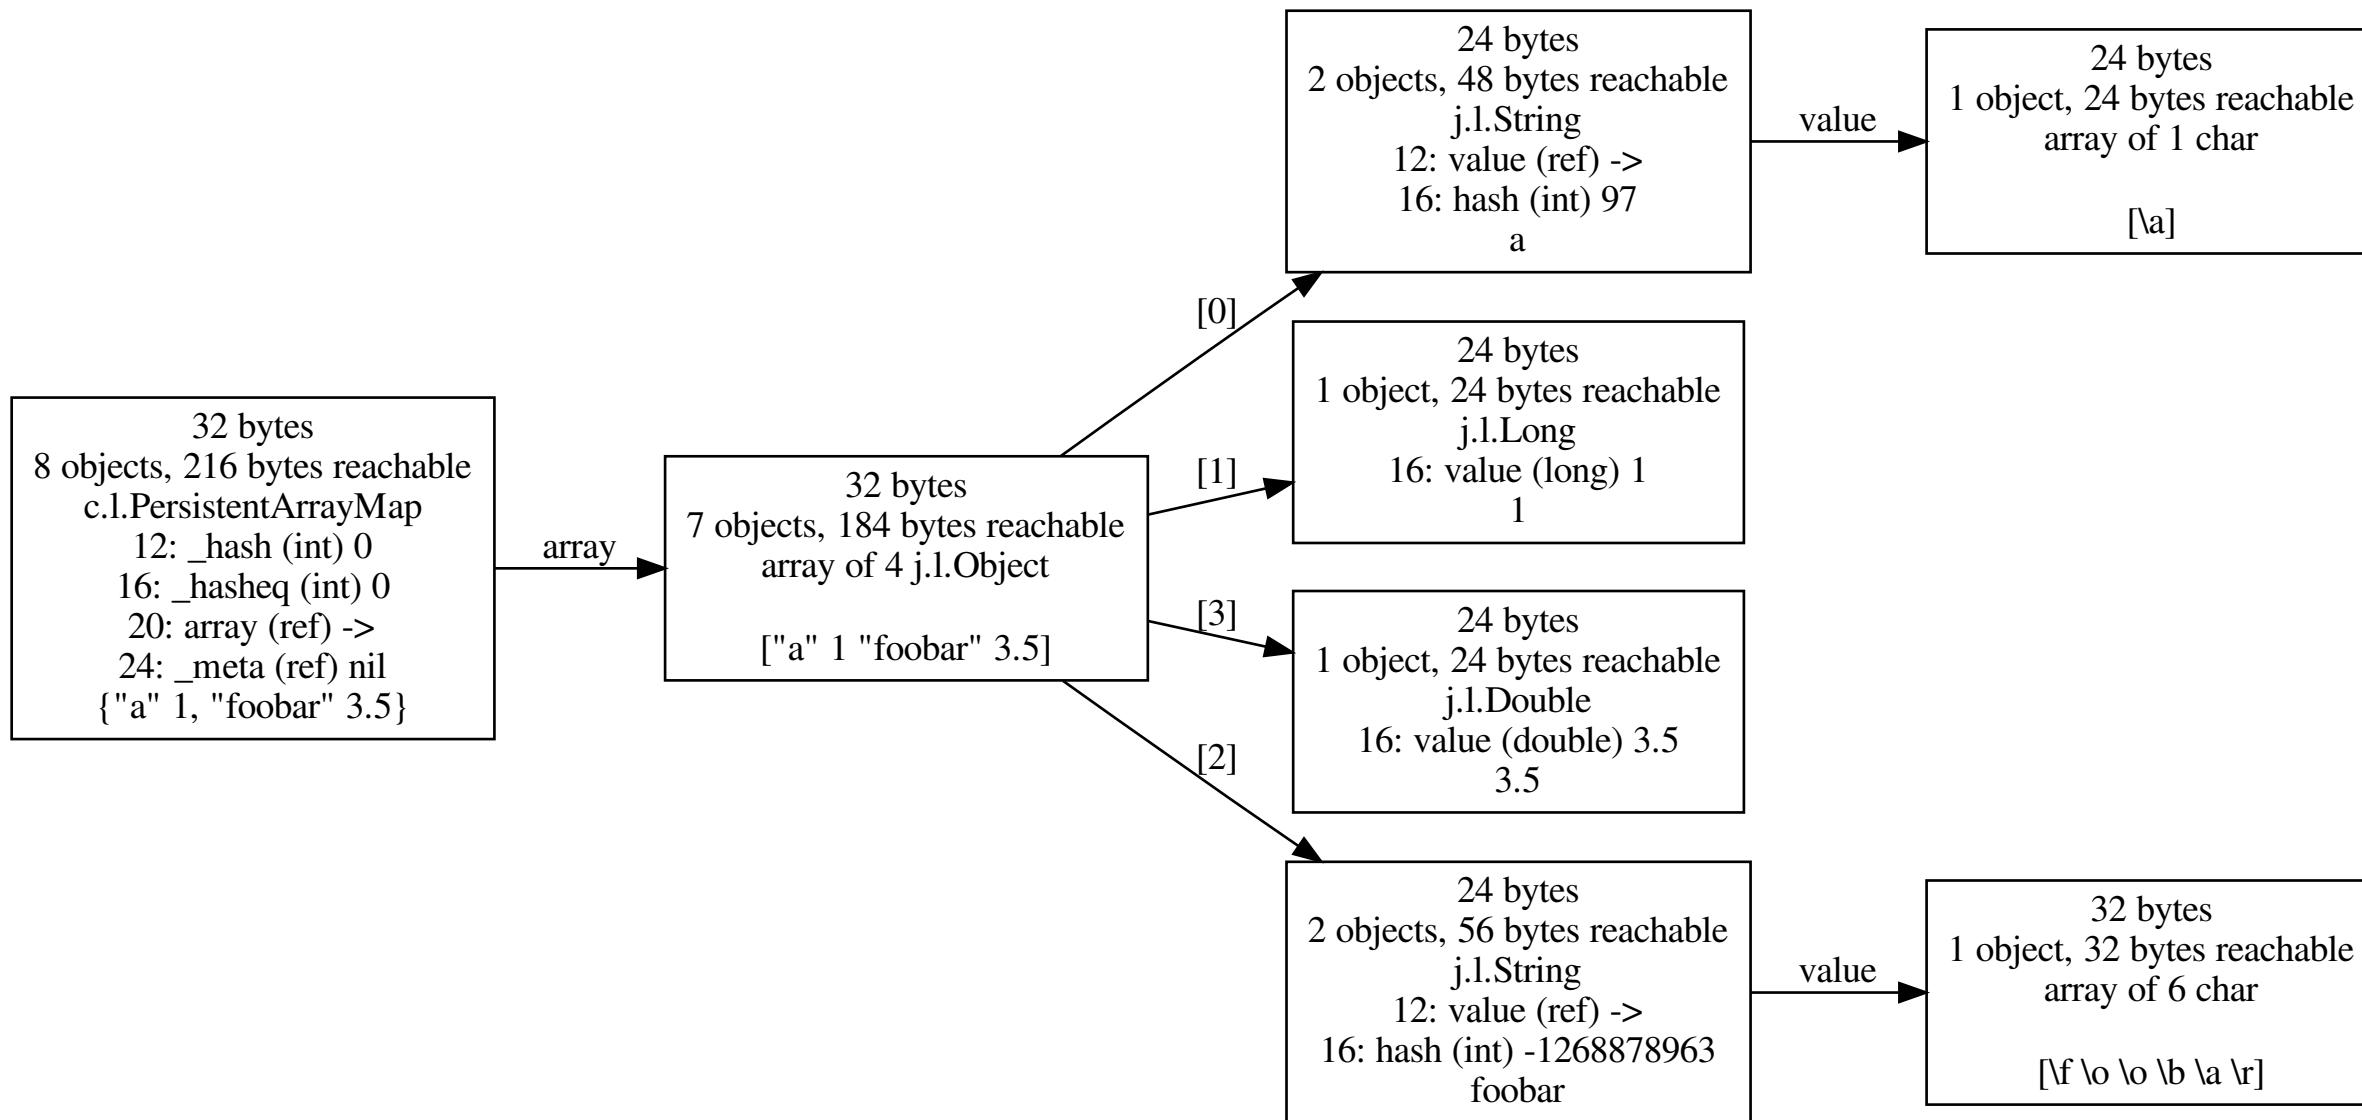 32 bytes
8 objects, 216 bytes reachable
c.l.PersistentArrayMap
12: _hash (int) 0
16: _hasheq (int) 0
20: array (ref) ->
24: _meta (ref) nil
{"a" 1, "foobar" 3.5}
array
32 bytes
7 objects, 184 bytes reachable
array of 4 j.l.Object
["a" 1 "foobar" 3.5]
[0]
[1]
[3]
[2]
24 bytes
2 objects, 48 bytes reachable
j.l.String
12: value (ref) ->
16: hash (int) 97
a
value
24 bytes
1 object, 24 bytes reachable
array of 1 char
[\a]
24 bytes
1 object, 24 bytes reachable
j.l.Long
16: value (long) 1
1
24 bytes
1 object, 24 bytes reachable
j.l.Double
16: value (double) 3.5
3.5
24 bytes
2 objects, 56 bytes reachable
j.l.String
12: value (ref) ->
16: hash (int) -1268878963
foobar
value
32 bytes
1 object, 32 bytes reachable
array of 6 char
[\f \o \o \b \a \r]